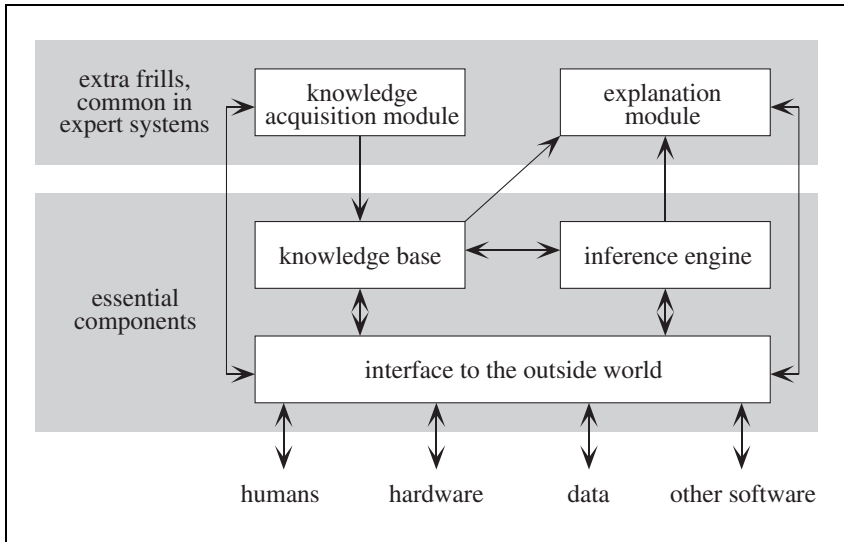 extra frills,
common in
expert systems
knowledge
acquisition module
explanation
module
essential
components
knowledge base
inference engine
interface to the outside world
humans
hardware
data
other software